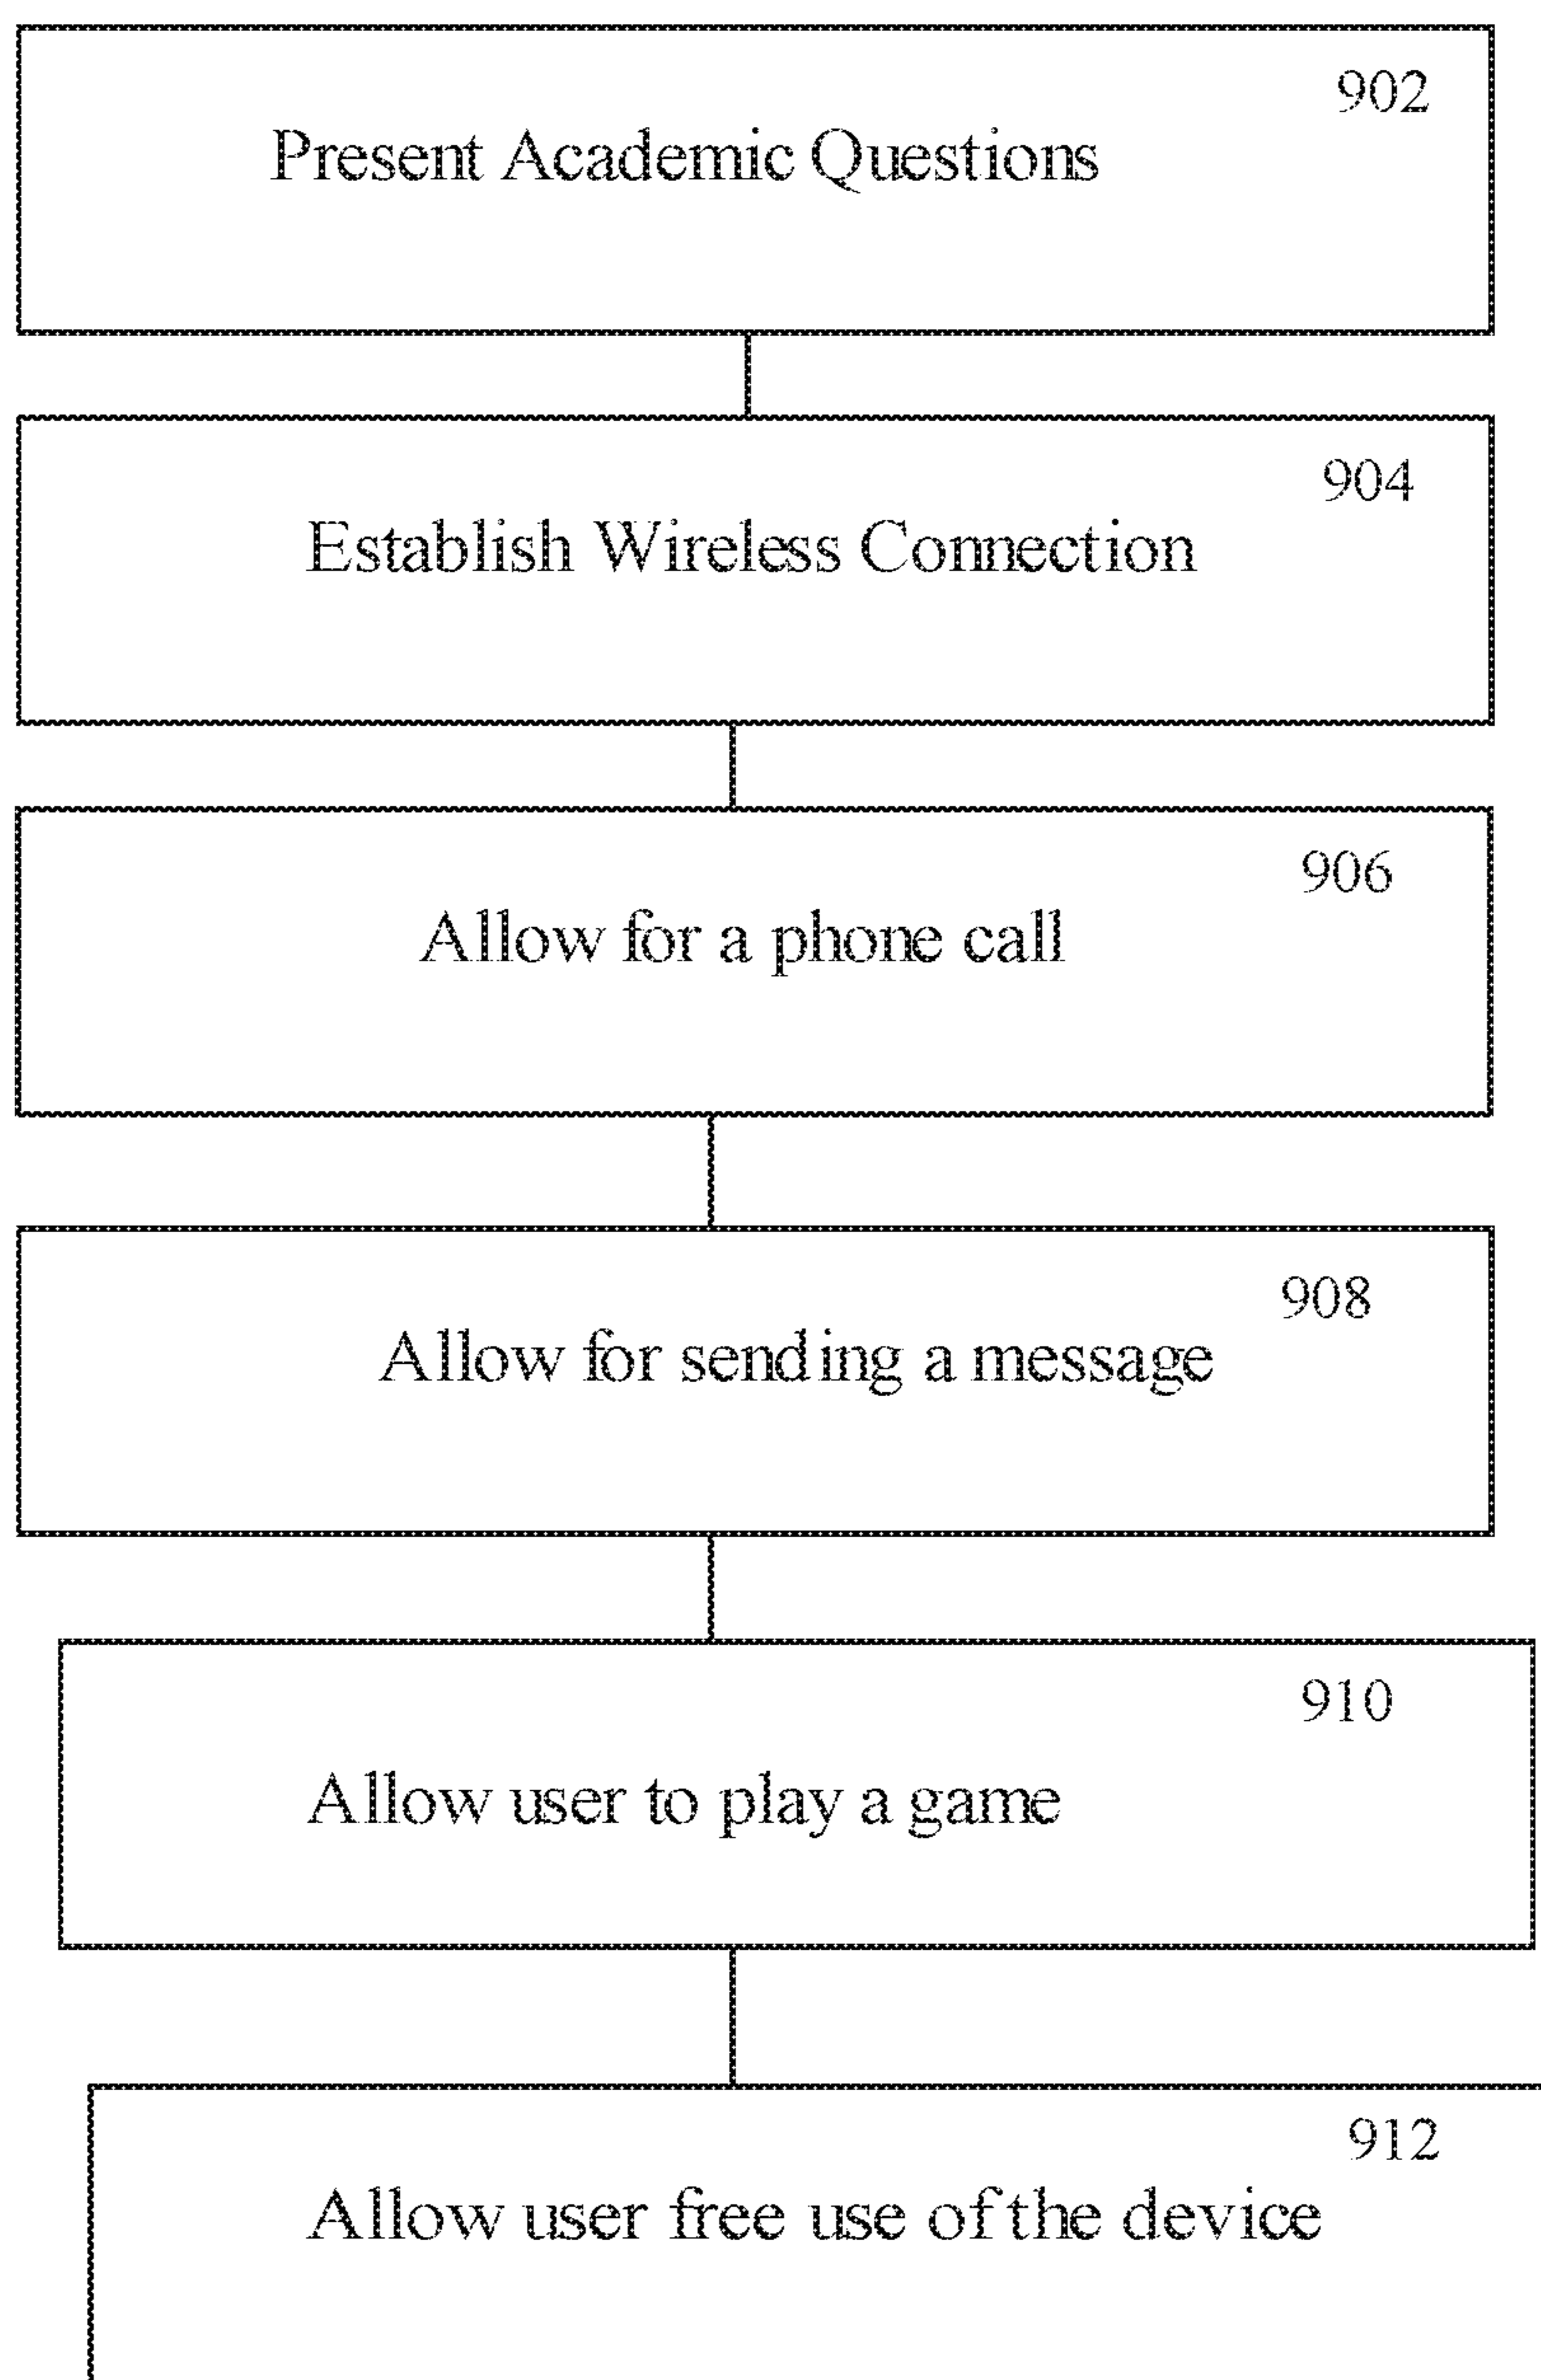 902
Present Academic Questions
904
Establish Wireless Connection
906
Allow for a phone call
908
Allow for sending a message
910
Allow user to play a game
912
Allow user free use of the device